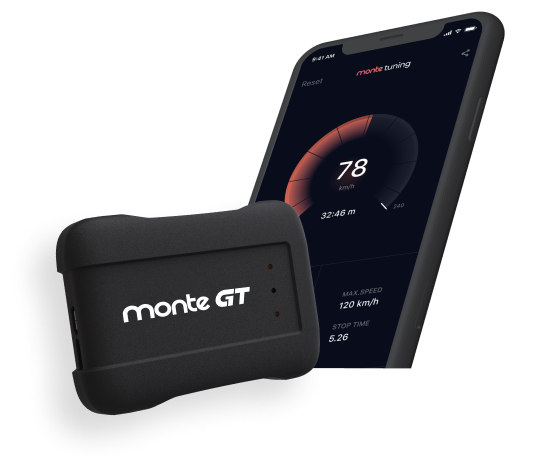 9:41 AM
monte tuning
Reset
78
km/h
32:46 m
240
MAX.SPEED
120 km/h
STOP TIME
5.26
monte GT